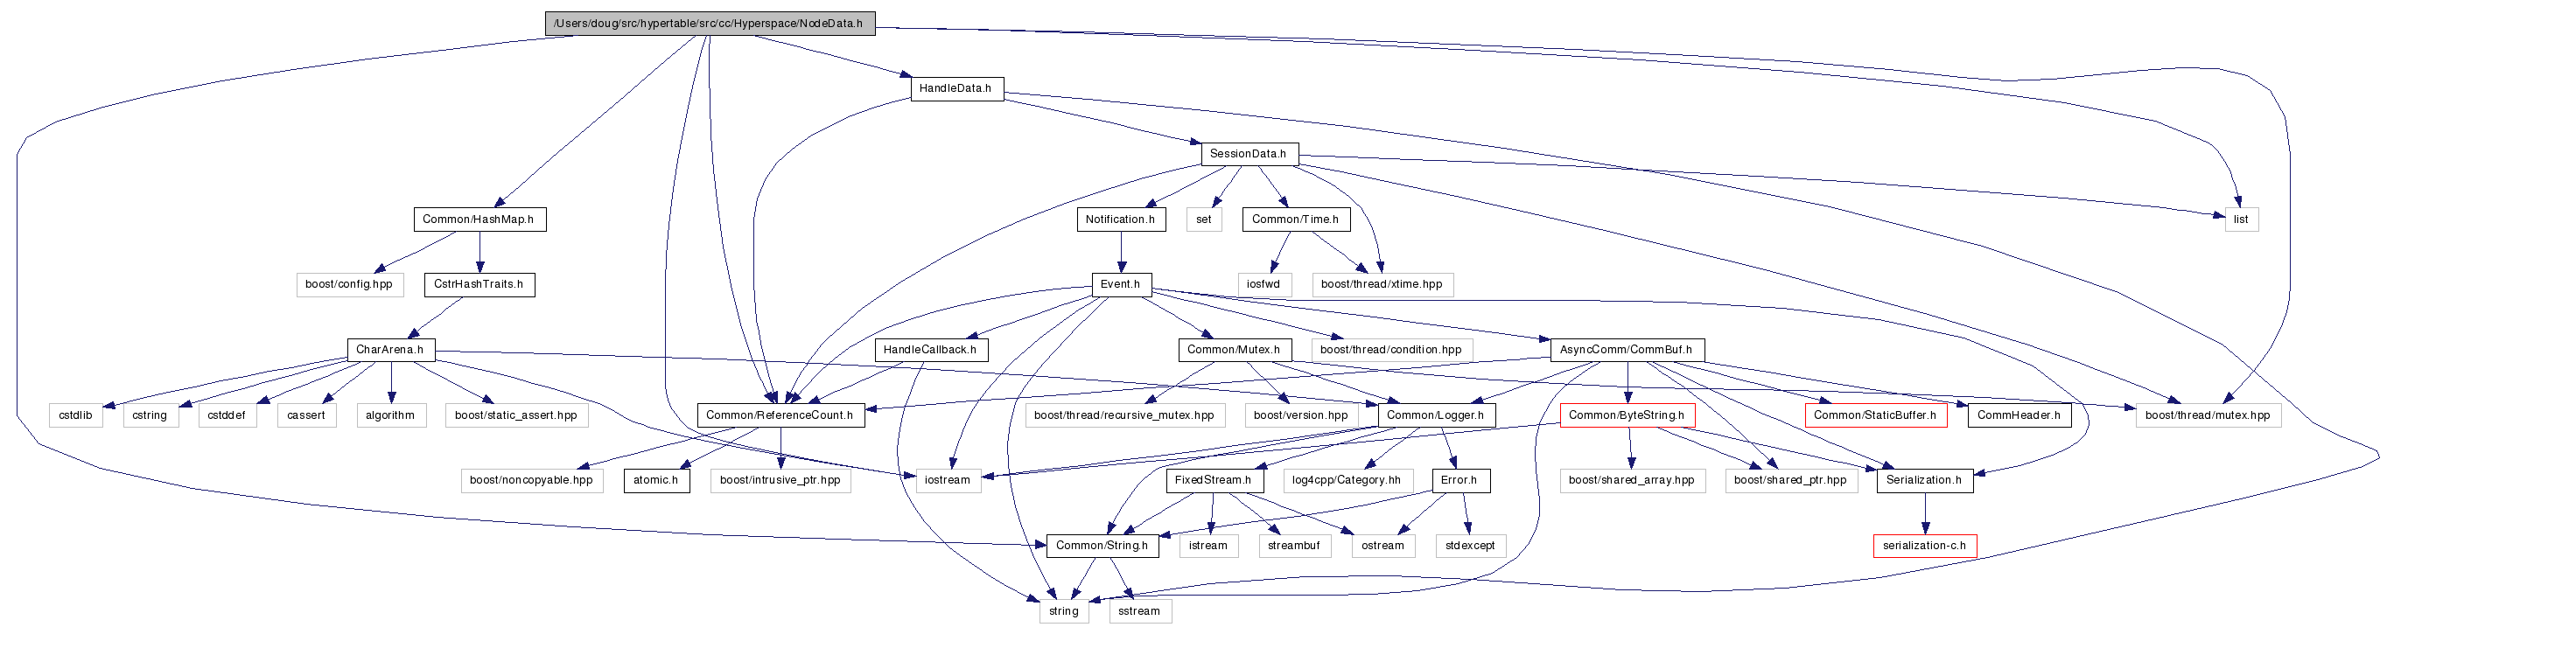 /Users/doug/src/hypertable/src/cc/Hyperspace/NodeData.h
HandleData.h
SessionData.h
Common/HashMap.h
Notification.h
set
Common/Time.h
list
boost/config.hpp
CstrHashTraits.h
Event.h
iosfwd
boost/thread/xtime.hpp
CharArena.h
HandleCallback.h
Common/Mutex.h
boost/thread/condition.hpp
AsyncComm/CommBuf.h
cstdlib
cstring
cstddef
cassert
algorithm
boost/static_assert.hpp
Common/ReferenceCount.h
boost/thread/recursive_mutex.hpp
boost/version.hpp
Common/Logger.h
Common/ByteString.h
Common/StaticBuffer.h
CommHeader.h
boost/thread/mutex.hpp
boost/noncopyable.hpp
atomic.h
boost/intrusive_ptr.hpp
iostream
FixedStream.h
log4cpp/Category.hh
Error.h
boost/shared_array.hpp
boost/shared_ptr.hpp
Serialization.h
Common/String.h
istream
streambuf
ostream
stdexcept
serialization-c.h
string
sstream